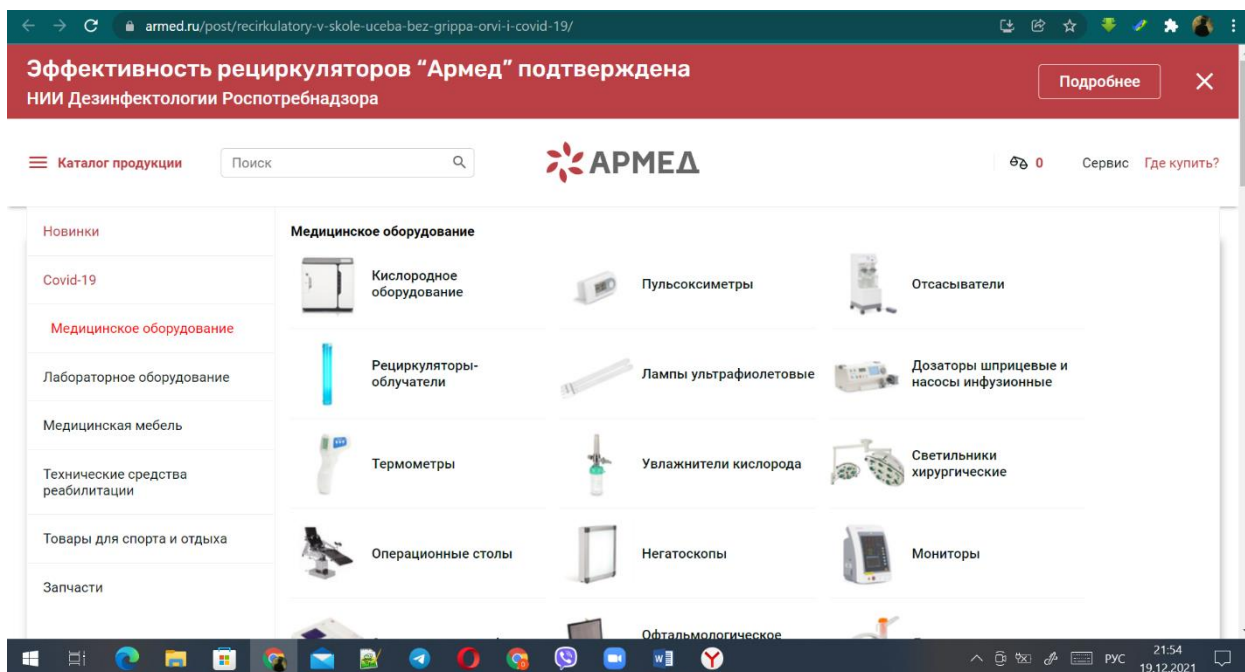 armed.ru/post/recirkulatory-v-skole-uceba-bez-grippa-orvi-i-covid-19/
Эффективность рециркуляторов “Армед” подтверждена
НИИ Дезинфектологии Роспотребнадзора
Подробнее
Каталог продукции
Поиск
АРМЕД
0
Сервис
Где купить?
Новинки
Covid-19
Медицинское оборудование
Лабораторное оборудование
Медицинская мебель
Технические средства
реабилитации
Товары для спорта и отдыха
Запчасти
Медицинское оборудование
Кислородное
оборудование
Пульсоксиметры
Отсасыватели
Рециркуляторы-
облучатели
Лампы ультрафиолетовые
Дозаторы шприцевые и
насосы инфузионные
Термометры
Увлажнители кислорода
Светильники
хирургические
Операционные столы
Негатоскопы
Мониторы
Офтальмологическое
РУС
21:54
19.12.2021